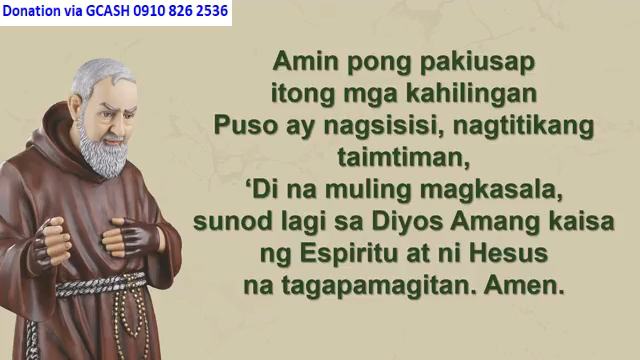 Donation via GCASH 0910 826 2536
Amin pong pakiusap
itong mga kahilingan
Puso ay nagsisisi, nagtitikang
taimtiman,
‘Di na muling magkasala,
sunod lagi sa Diyos Amang kaisa
ng Espiritu at ni Hesus
na tagapamagitan. Amen.